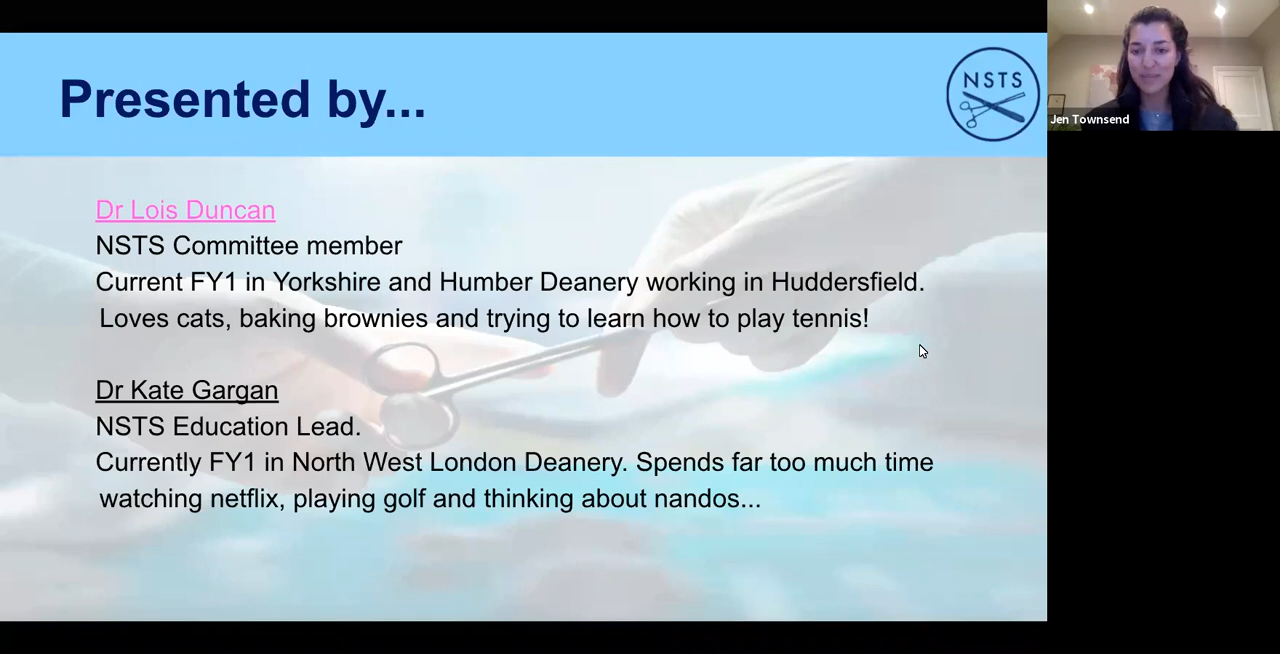 Presented by...
NSTS
Jen Townsend
Dr Lois Duncan
NSTS Committee member
Current FY1 in Yorkshire and Humber Deanery working in Huddersfield.
Loves cats, baking brownies and trying to learn how to play tennis!
Dr Kate Gargan
NSTS Education Lead.
Currently FY1 in North West London Deanery. Spends far too much time
watching netflix, playing golf and thinking about nandos...